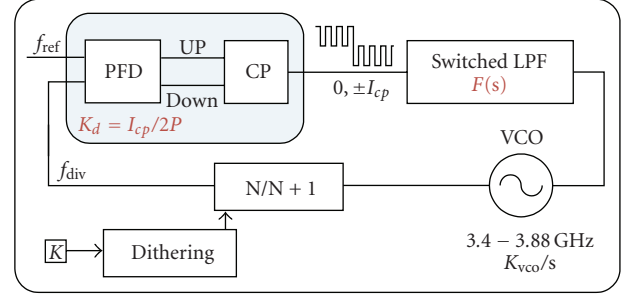 f_ref
UP
PFD
CP
Down
K_d = I_cp/2P
0, ±I_cp
Switched LPF
F(s)
VCO
f_div
N/N + 1
K
Dithering
3.4 − 3.88 GHz
K_vco/s